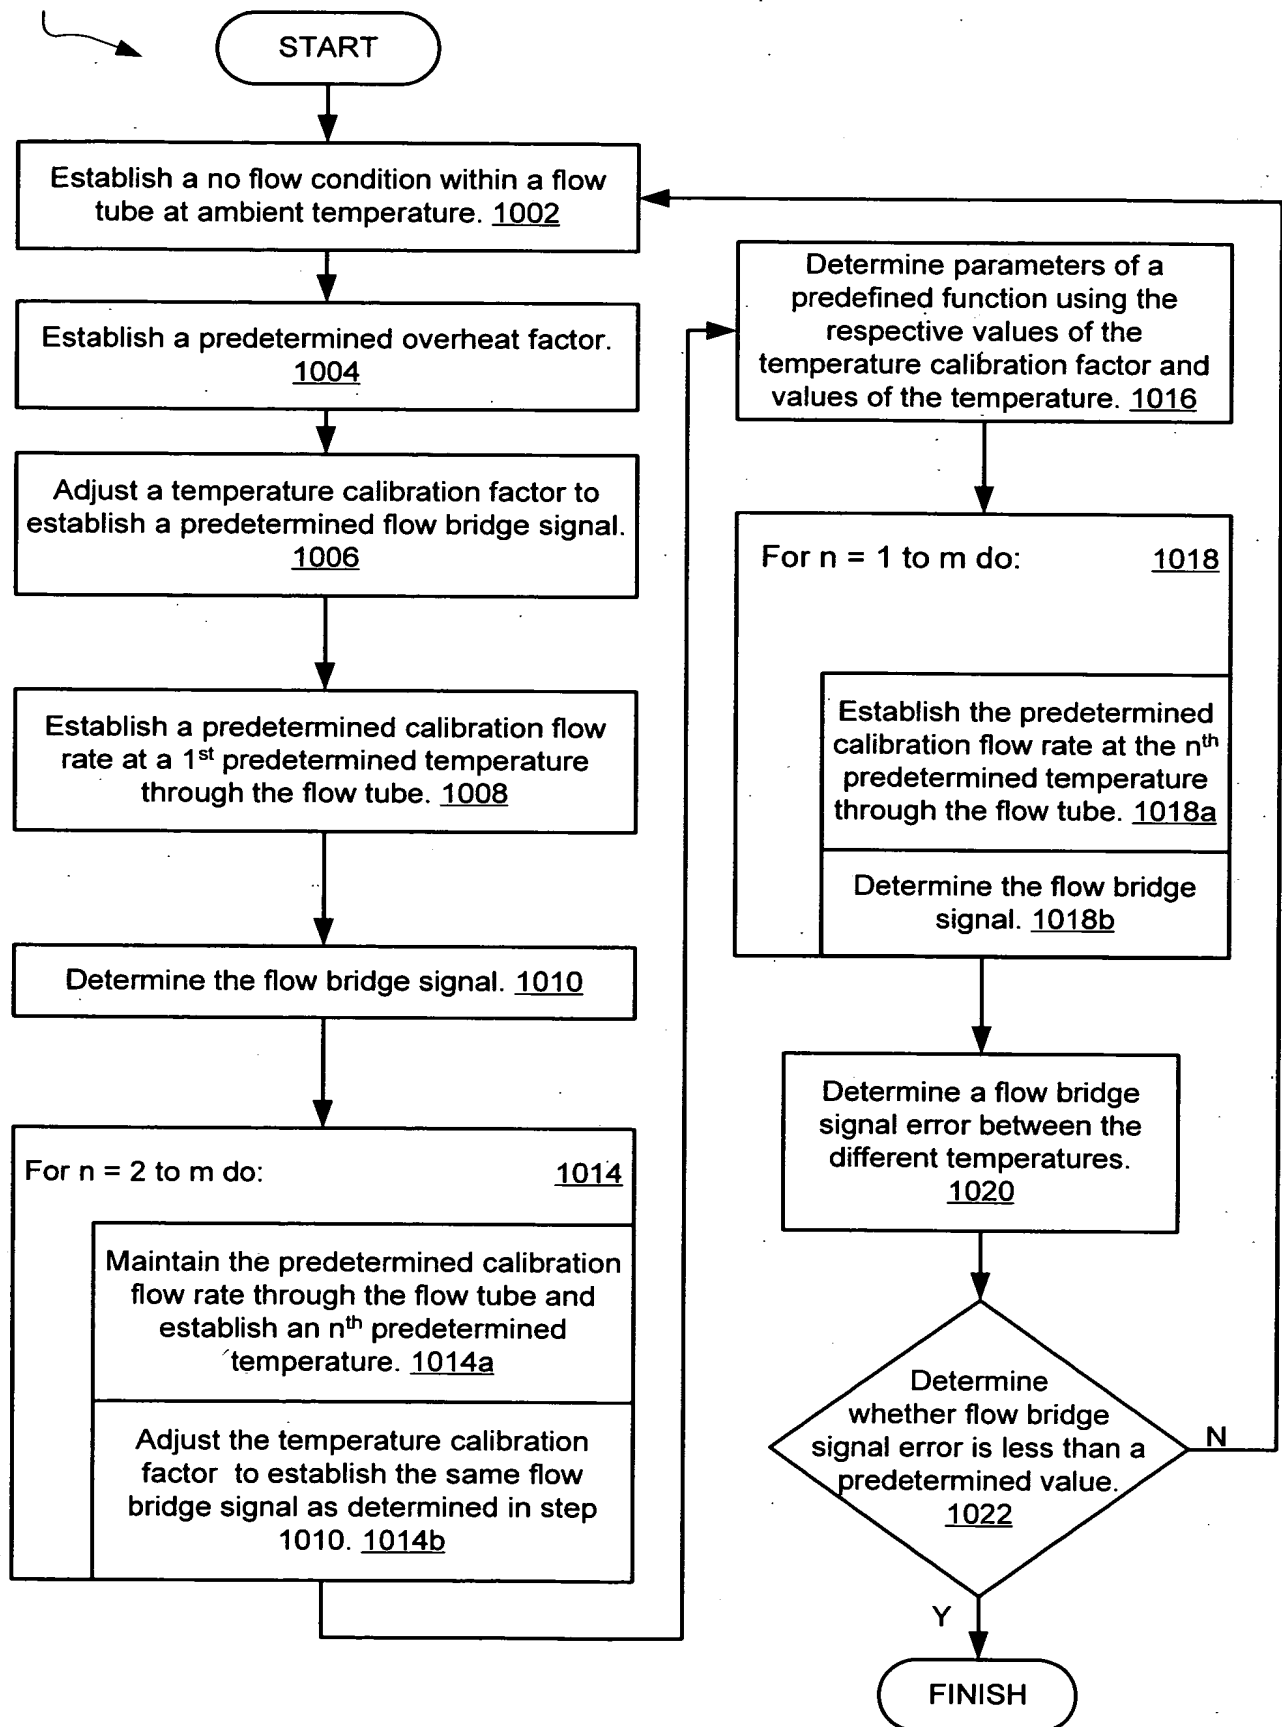 START
Establish a no flow condition within a flow
tube at ambient temperature. 1002
Establish a predetermined overheat factor.
1004
Adjust a temperature calibration factor to
establish a predetermined flow bridge signal.
1006
Establish a predetermined calibration flow
rate at a 1st predetermined temperature
through the flow tube. 1008
Determine the flow bridge signal. 1010
For n = 2 to m do: 1014
Maintain the predetermined calibration
flow rate through the flow tube and
establish an nth predetermined
temperature. 1014a
Adjust the temperature calibration
factor to establish the same flow
bridge signal as determined in step
1010. 1014b
Determine parameters of a
predefined function using the
respective values of the
temperature calibration factor and
values of the temperature. 1016
For n = 1 to m do: 1018
Establish the predetermined
calibration flow rate at the nth
predetermined temperature
through the flow tube. 1018a
Determine the flow bridge
signal. 1018b
Determine a flow bridge
signal error between the
different temperatures.
1020
Determine
whether flow bridge
signal error is less than a
predetermined value.
1022
N
Y
FINISH